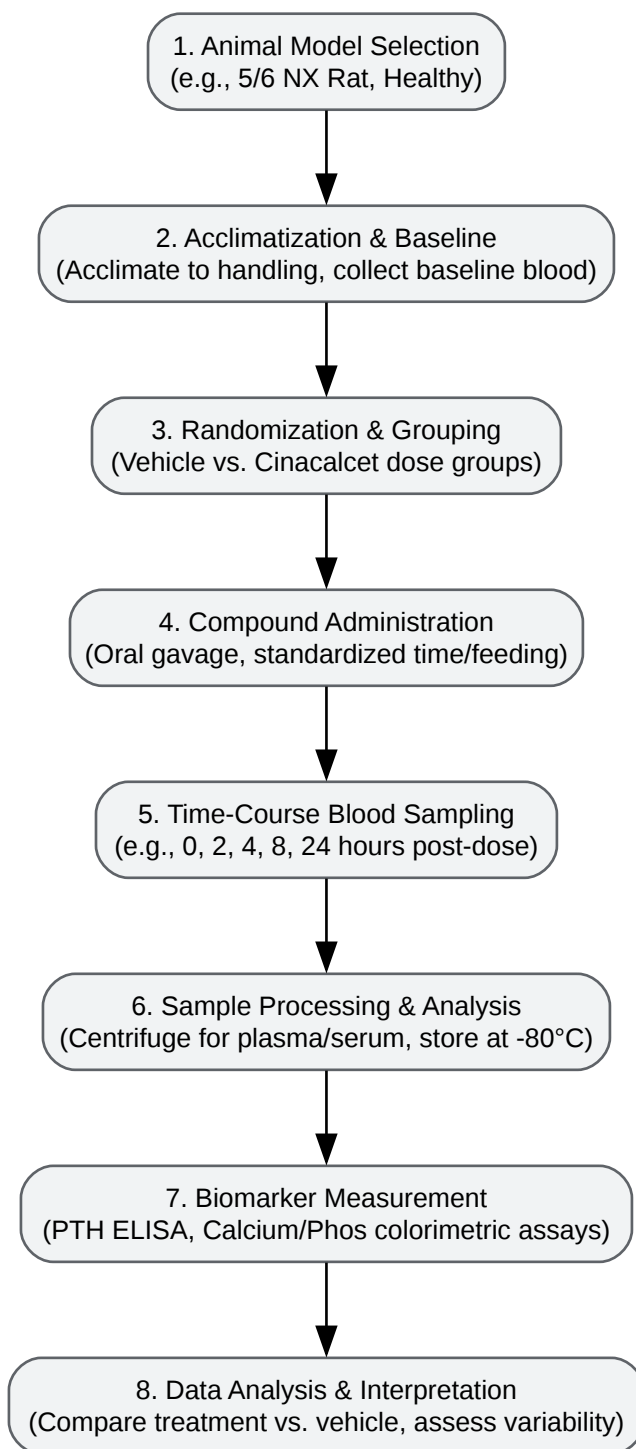 1. Animal Model Selection
(e.g., 5/6 NX Rat, Healthy)
2. Acclimatization & Baseline
(Acclimate to handling, collect baseline blood)
3. Randomization & Grouping
(Vehicle vs. Cinacalcet dose groups)
4. Compound Administration
(Oral gavage, standardized time/feeding)
5. Time-Course Blood Sampling
(e.g., 0, 2, 4, 8, 24 hours post-dose)
6. Sample Processing & Analysis
(Centrifuge for plasma/serum, store at -80°C)
7. Biomarker Measurement
(PTH ELISA, Calcium/Phos colorimetric assays)
8. Data Analysis & Interpretation
(Compare treatment vs. vehicle, assess variability)